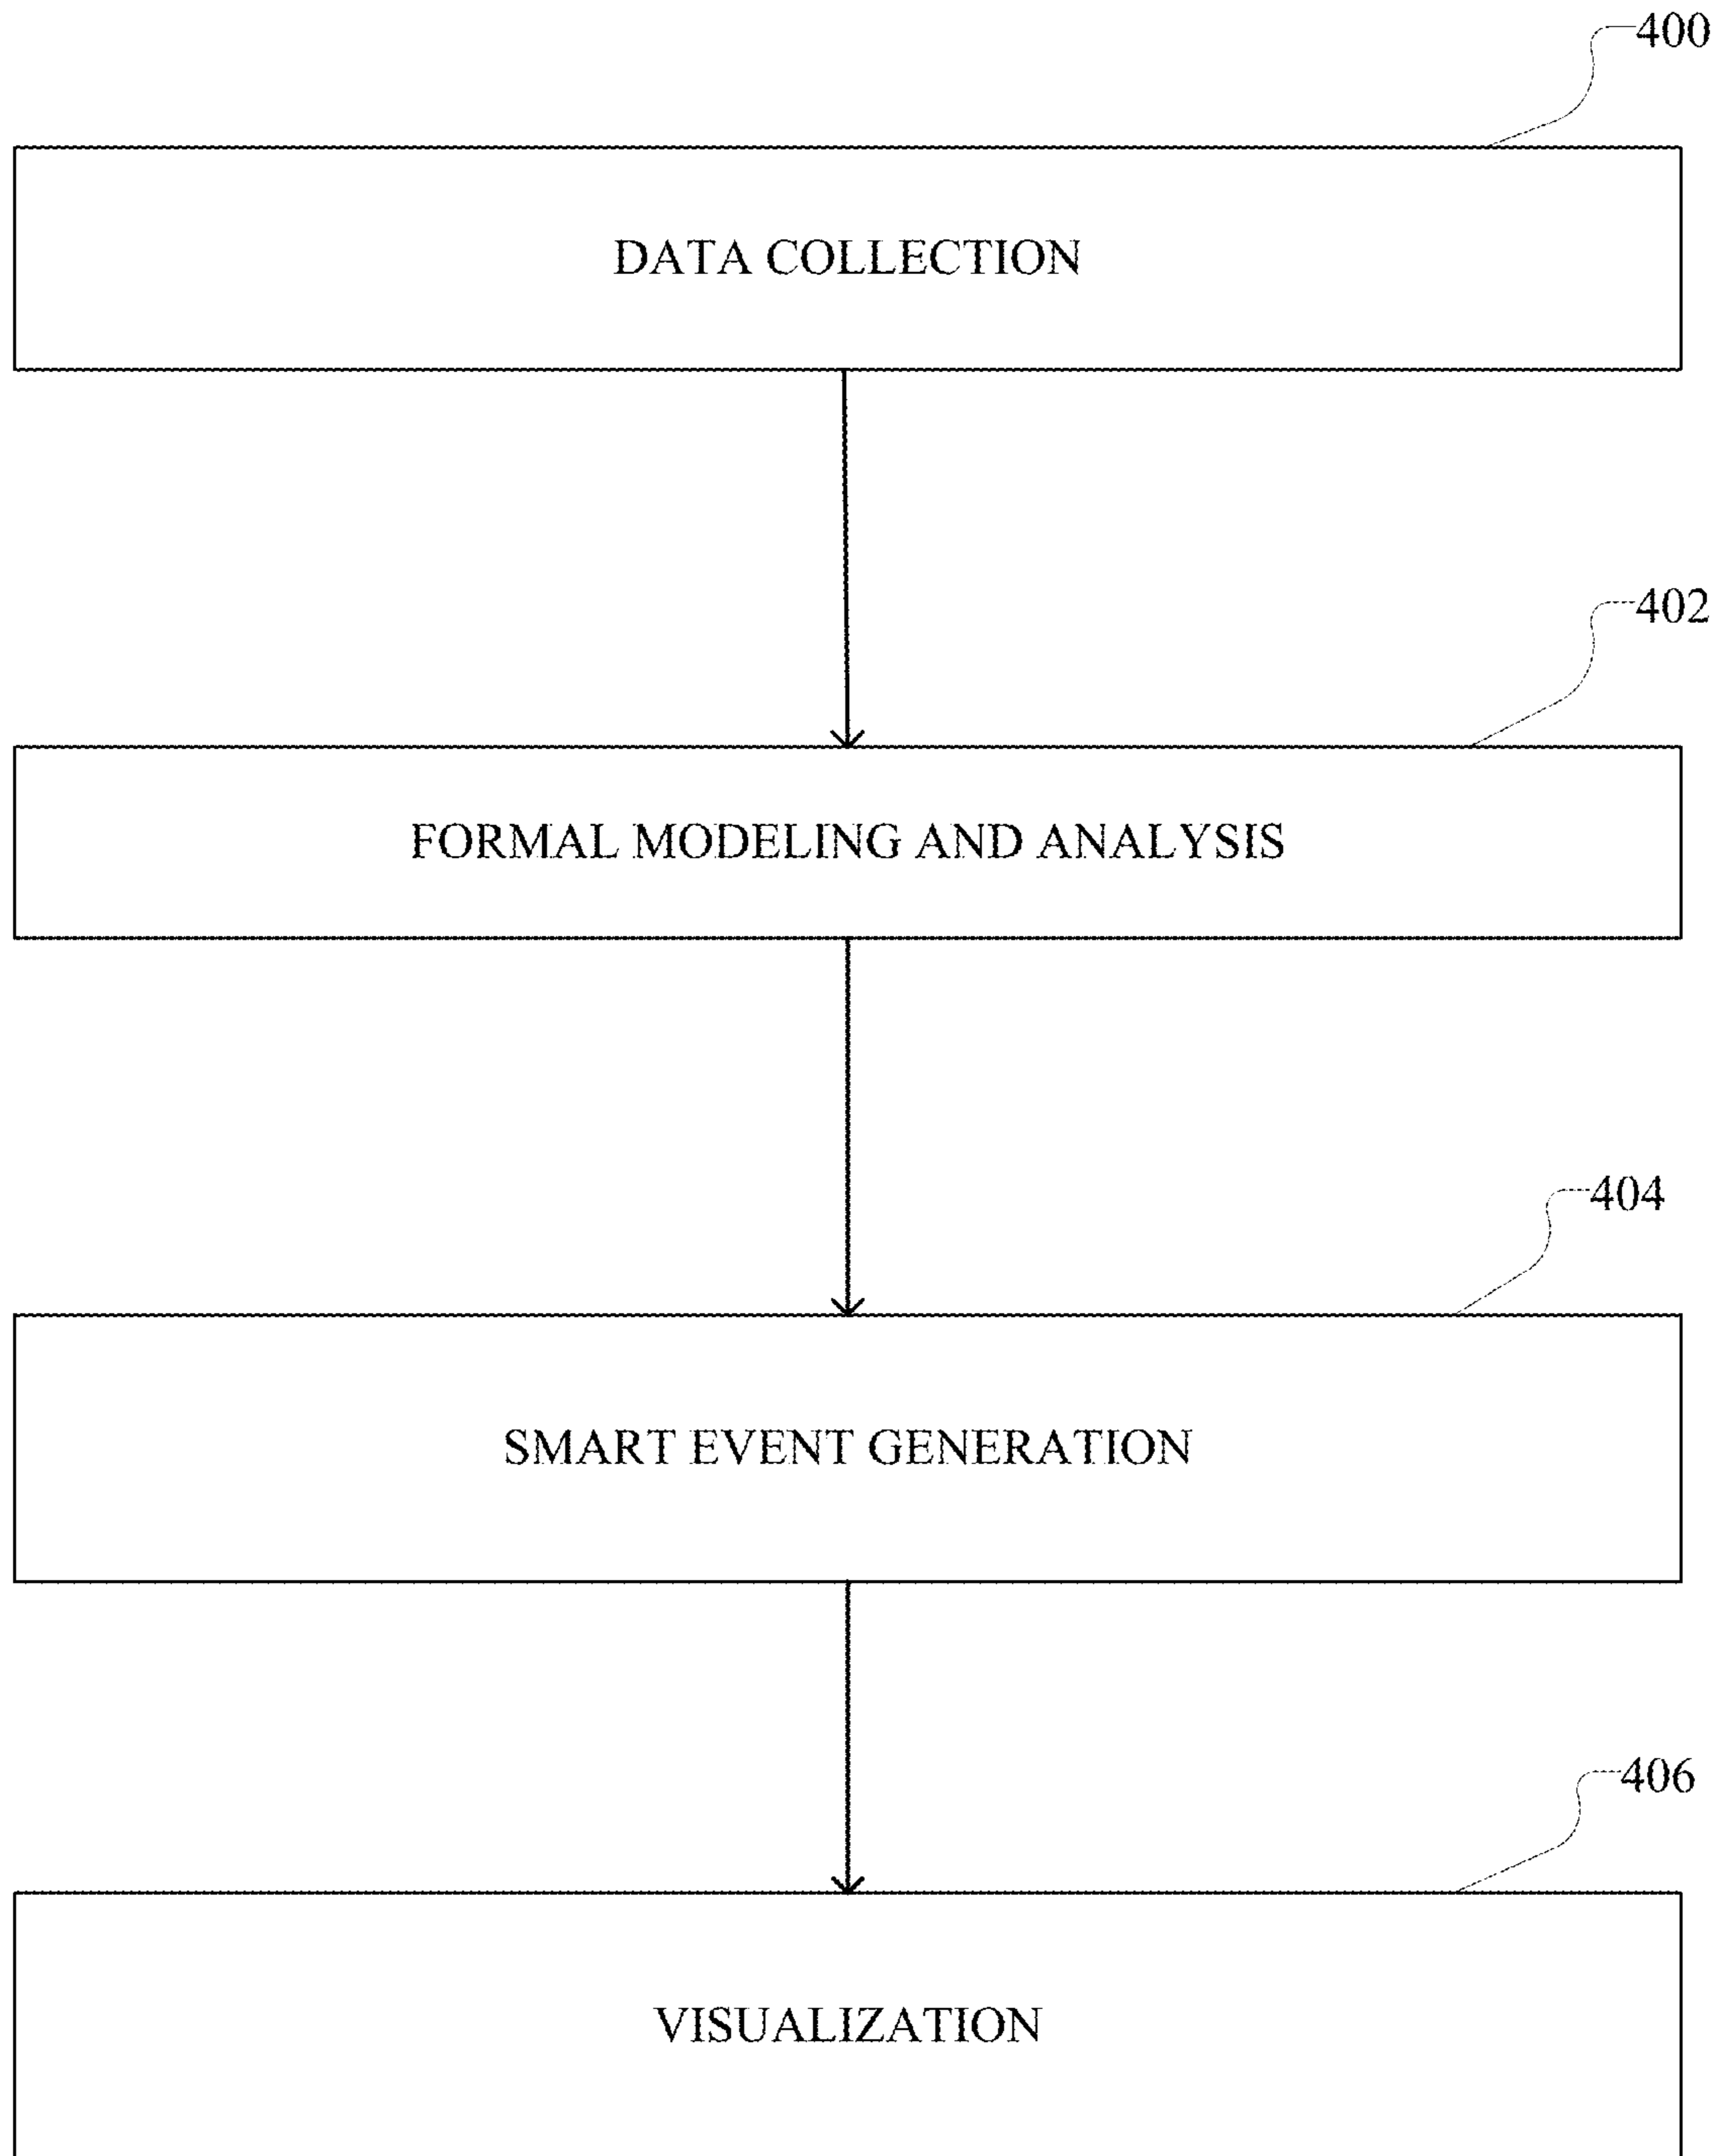 400
DATA COLLECTION
402
FORMAL MODELING AND ANALYSIS
404
SMART EVENT GENERATION
406
VISUALIZATION